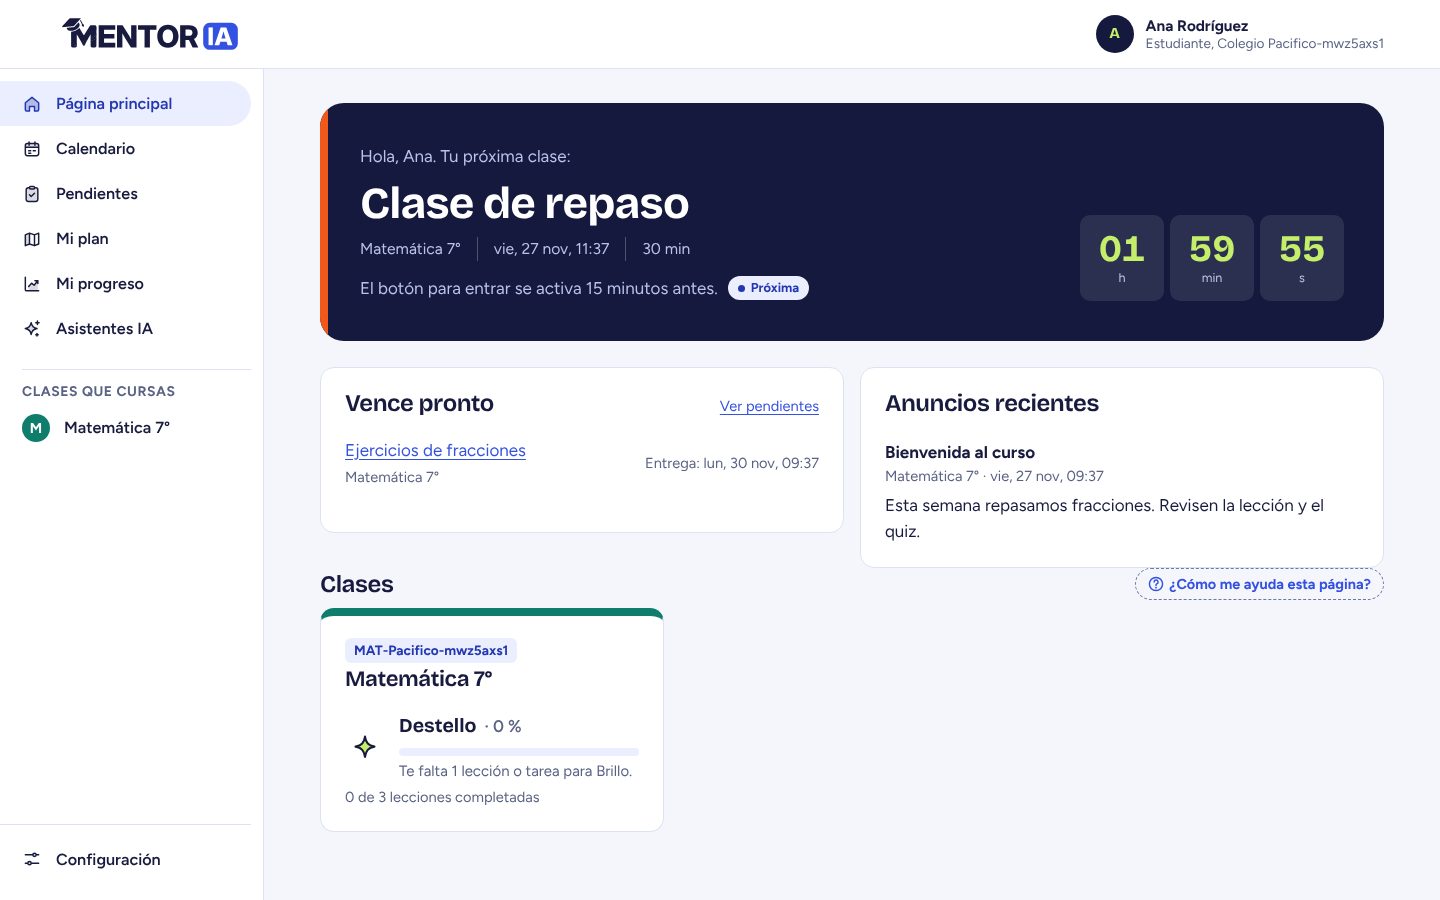 MENTOR IA
A
Ana Rodríguez
Estudiante, Colegio Pacifico-mwz5axs1
Página principal
Calendario
Pendientes
Mi plan
Mi progreso
Asistentes IA
CLASES QUE CURSAS
M
Matemática 7°
Configuración
Hola, Ana. Tu próxima clase:
Clase de repaso
Matemática 7° vie, 27 nov, 11:37 30 min
El botón para entrar se activa 15 minutos antes. Próxima
01 59 55
h min s
Vence pronto
Ver pendientes
Ejercicios de fracciones
Matemática 7°
Entrega: lun, 30 nov, 09:37
Anuncios recientes
Bienvenida al curso
Matemática 7° · vie, 27 nov, 09:37
Esta semana repasamos fracciones. Revisen la lección y el
quiz.
Clases
¿Cómo me ayuda esta página?
MAT-Pacifico-mwz5axs1
Matemática 7°
Destello · 0 %
Te falta 1 lección o tarea para Brillo.
0 de 3 lecciones completadas